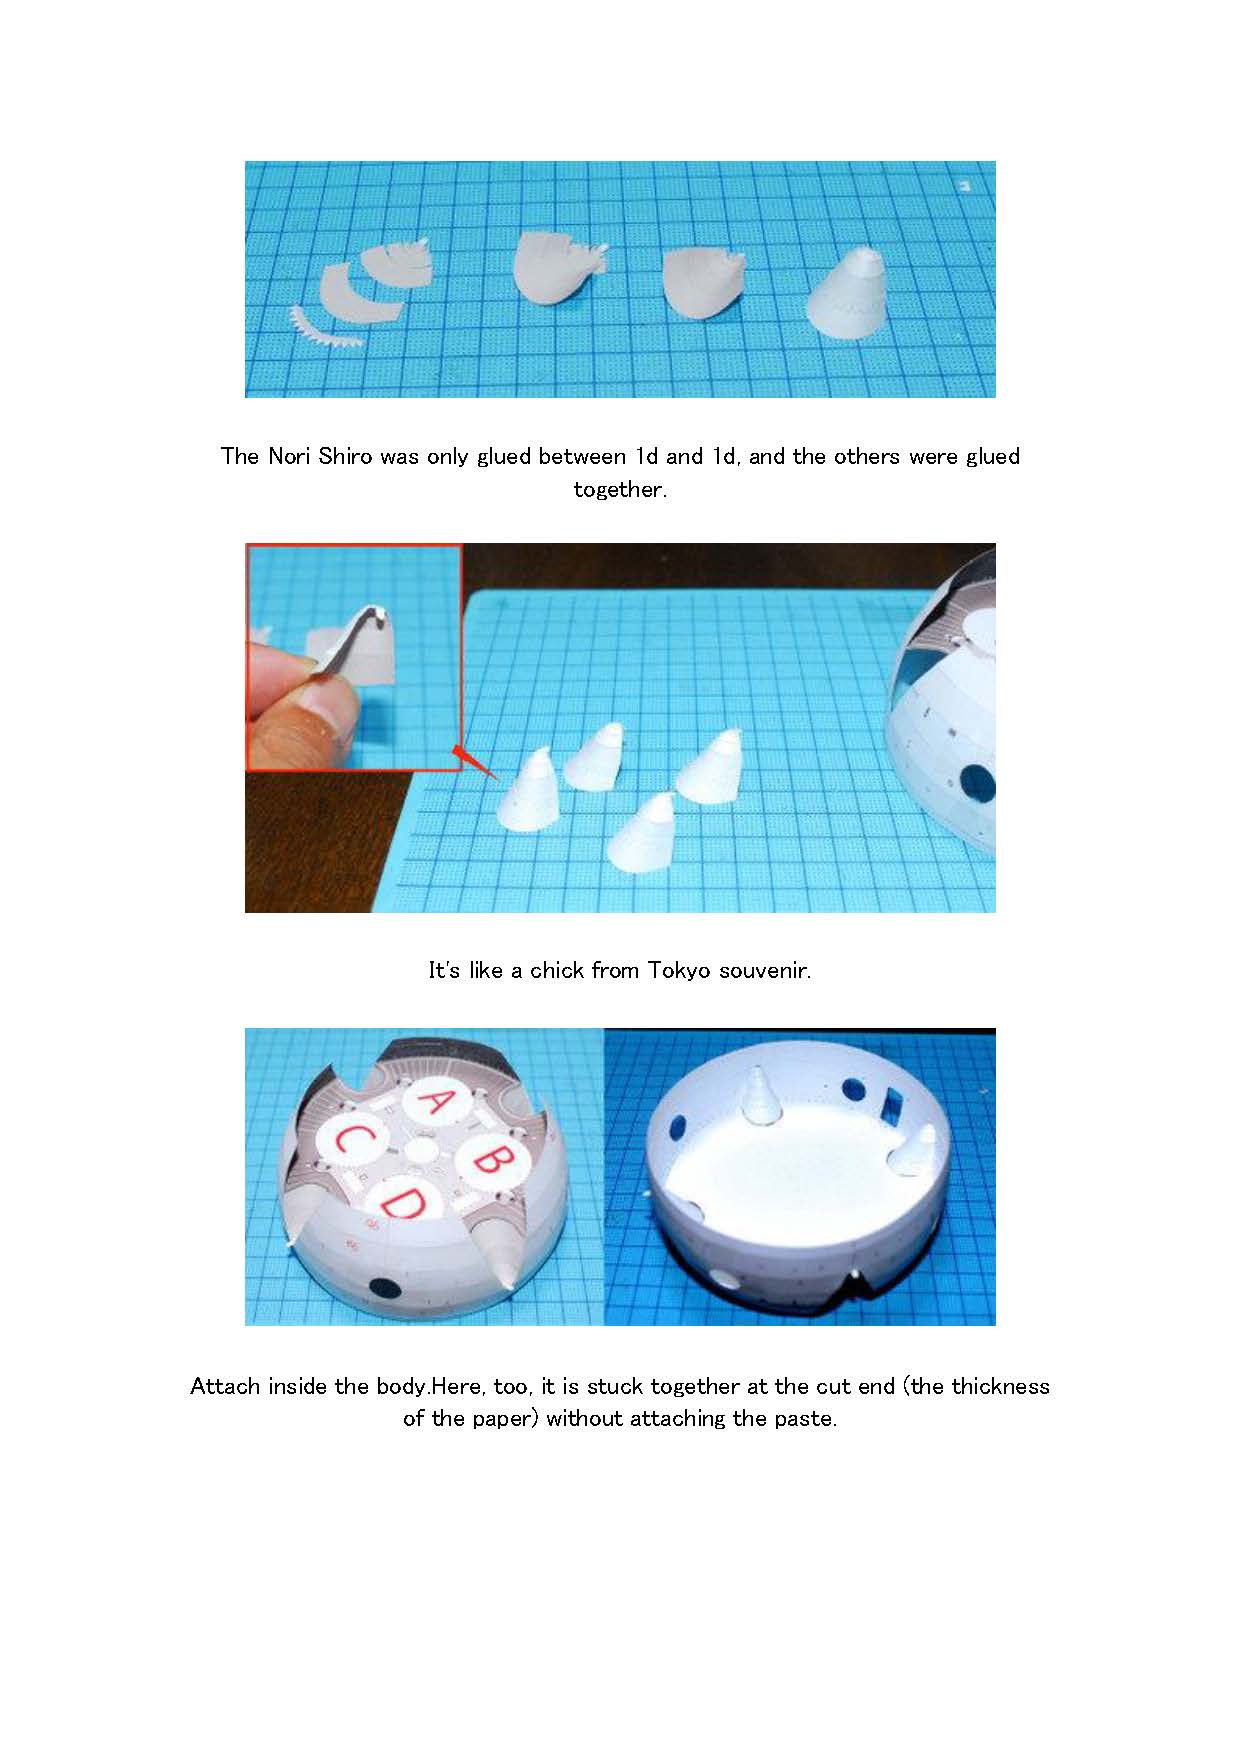 The Nori Shiro was only glued between 1d and 1d, and the others were glued
together.
It's like a chick from Tokyo souvenir.
A
C
B
D
Attach inside the body.Here, too, it is stuck together at the cut end (the thickness
of the paper) without attaching the paste.